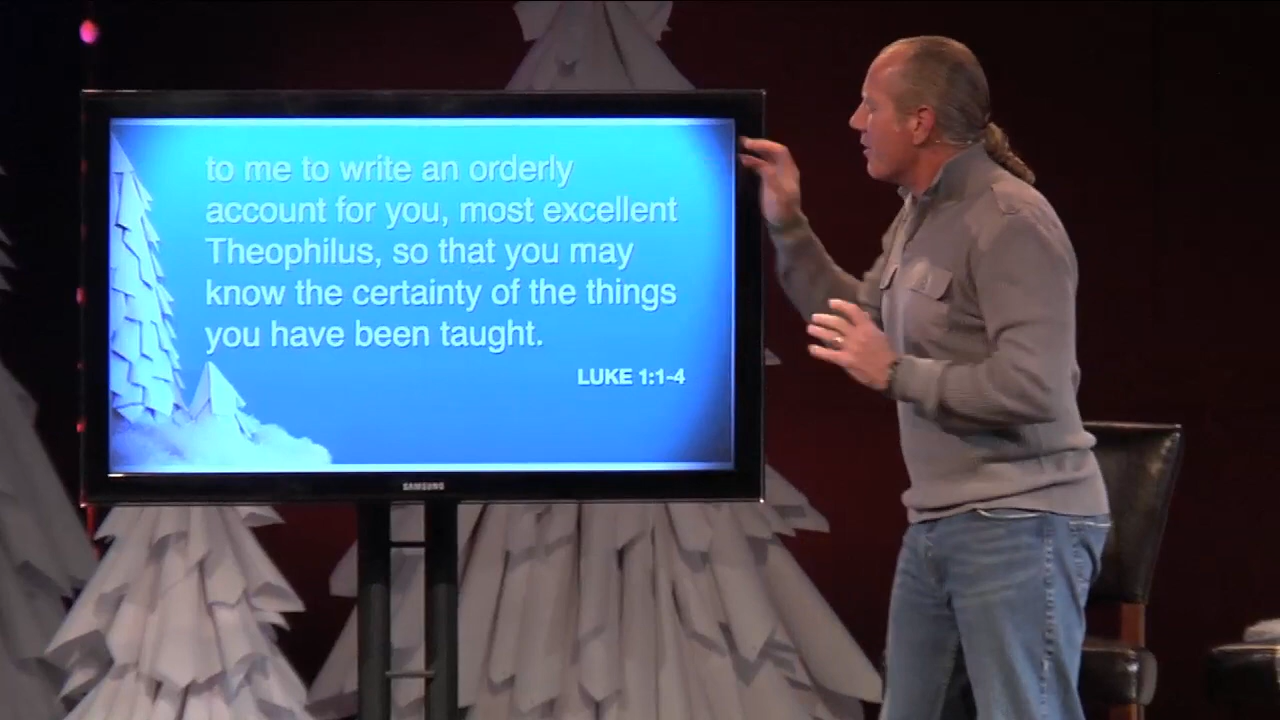 to me to write an orderly
account for you, most excellent
Theophilus, so that you may
know the certainty of the things
you have been taught.
LUKE 1:1-4
SAMSUNG